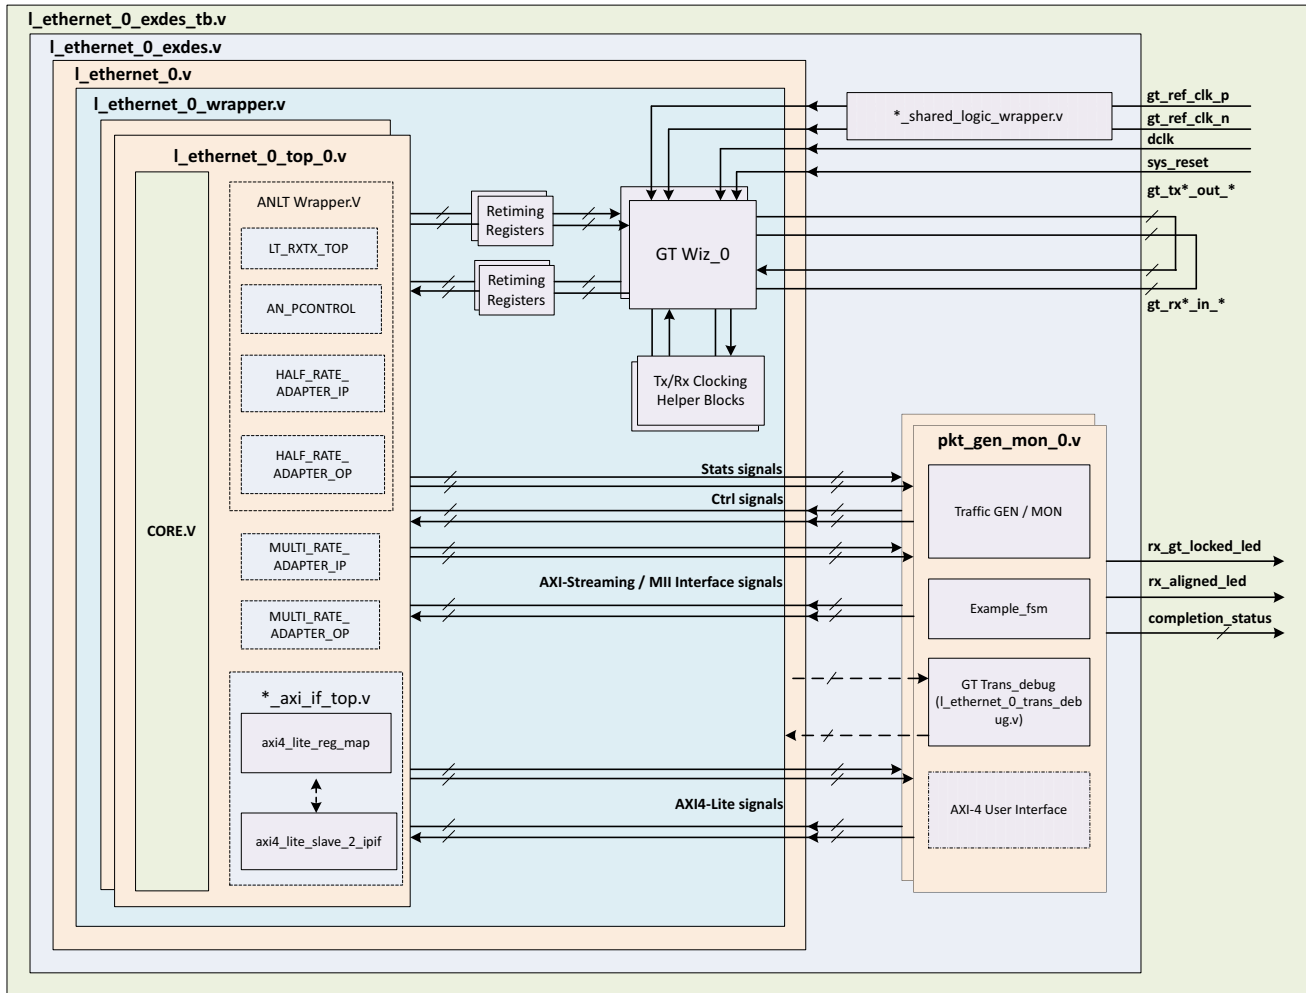 l_ethernet_0_exdes_tb.v
l_ethernet_0_exdes.v
l_ethernet_0.v
l_ethernet_0_wrapper.v
l_ethernet_0_top_0.v
CORE.V
ANLT Wrapper.V
LT_RXTX_TOP
AN_PCONTROL
HALF_RATE_
ADAPTER_IP
HALF_RATE_
ADAPTER_OP
MULTI_RATE_
ADAPTER_IP
MULTI_RATE_
ADAPTER_OP
*_axi_if_top.v
axi4_lite_reg_map
axi4_lite_slave_2_ipif
Retiming
Registers
Retiming
Registers
GT Wiz_0
Tx/Rx Clocking
Helper Blocks
*_shared_logic_wrapper.v
gt_ref_clk_p
gt_ref_clk_n
dclk
sys_reset
gt_tx*_out_*
gt_rx*_in_*
Stats signals
Ctrl signals
AXI-Streaming / MII Interface signals
AXI4-Lite signals
pkt_gen_mon_0.v
Traffic GEN / MON
Example_fsm
GT Trans_debug
(l_ethernet_0_trans_deb
ug.v)
AXI-4 User Interface
rx_gt_locked_led
rx_aligned_led
completion_status